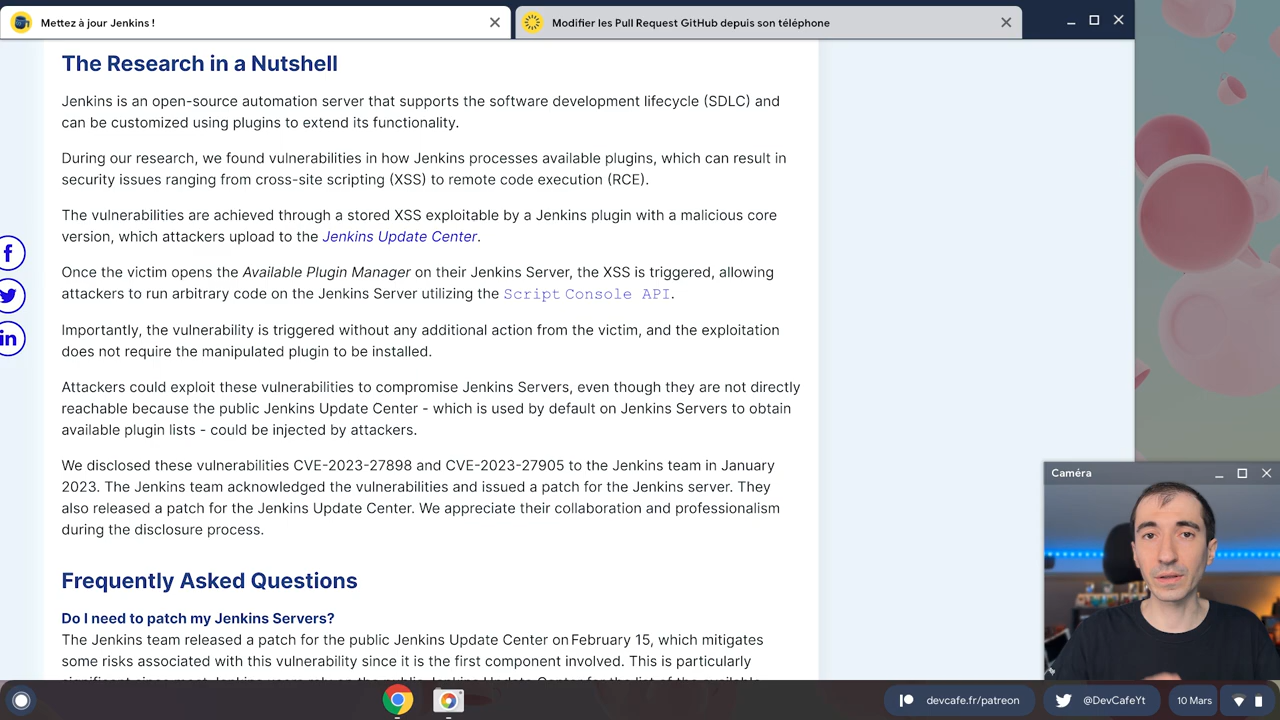 Mettez à jour Jenkins !
Modifier les Pull Request GitHub depuis son téléphone
The Research in a Nutshell
Jenkins is an open-source automation server that supports the software development lifecycle (SDLC) and
can be customized using plugins to extend its functionality.
During our research, we found vulnerabilities in how Jenkins processes available plugins, which can result in
security issues ranging from cross-site scripting (XSS) to remote code execution (RCE).
The vulnerabilities are achieved through a stored XSS exploitable by a Jenkins plugin with a malicious core
version, which attackers upload to the Jenkins Update Center.
Once the victim opens the Available Plugin Manager on their Jenkins Server, the XSS is triggered, allowing
attackers to run arbitrary code on the Jenkins Server utilizing the Script Console API.
Importantly, the vulnerability is triggered without any additional action from the victim, and the exploitation
does not require the manipulated plugin to be installed.
Attackers could exploit these vulnerabilities to compromise Jenkins Servers, even though they are not directly
reachable because the public Jenkins Update Center - which is used by default on Jenkins Servers to obtain
available plugin lists - could be injected by attackers.
We disclosed these vulnerabilities CVE-2023-27898 and CVE-2023-27905 to the Jenkins team in January
2023. The Jenkins team acknowledged the vulnerabilities and issued a patch for the Jenkins server. They
also released a patch for the Jenkins Update Center. We appreciate their collaboration and professionalism
during the disclosure process.
Frequently Asked Questions
Do I need to patch my Jenkins Servers?
The Jenkins team released a patch for the public Jenkins Update Center on February 15, which mitigates
some risks associated with this vulnerability since it is the first component involved. This is particularly
Caméra
devcafe.fr/patreon
@DevCafeYt
10 Mars